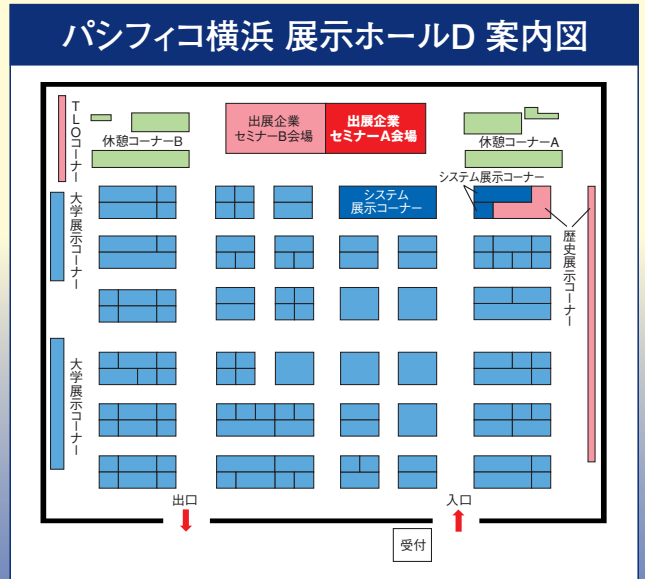 パシフィコ横浜 展示ホールD 案内図
TLOコーナー
休憩コーナーB
出展企業
セミナーB会場
出展企業
セミナーA会場
休憩コーナーA
システム展示コーナー
システム
展示コーナー
大学展示コーナー
歴史展示コーナー
大学展示コーナー
出口
入口
受付